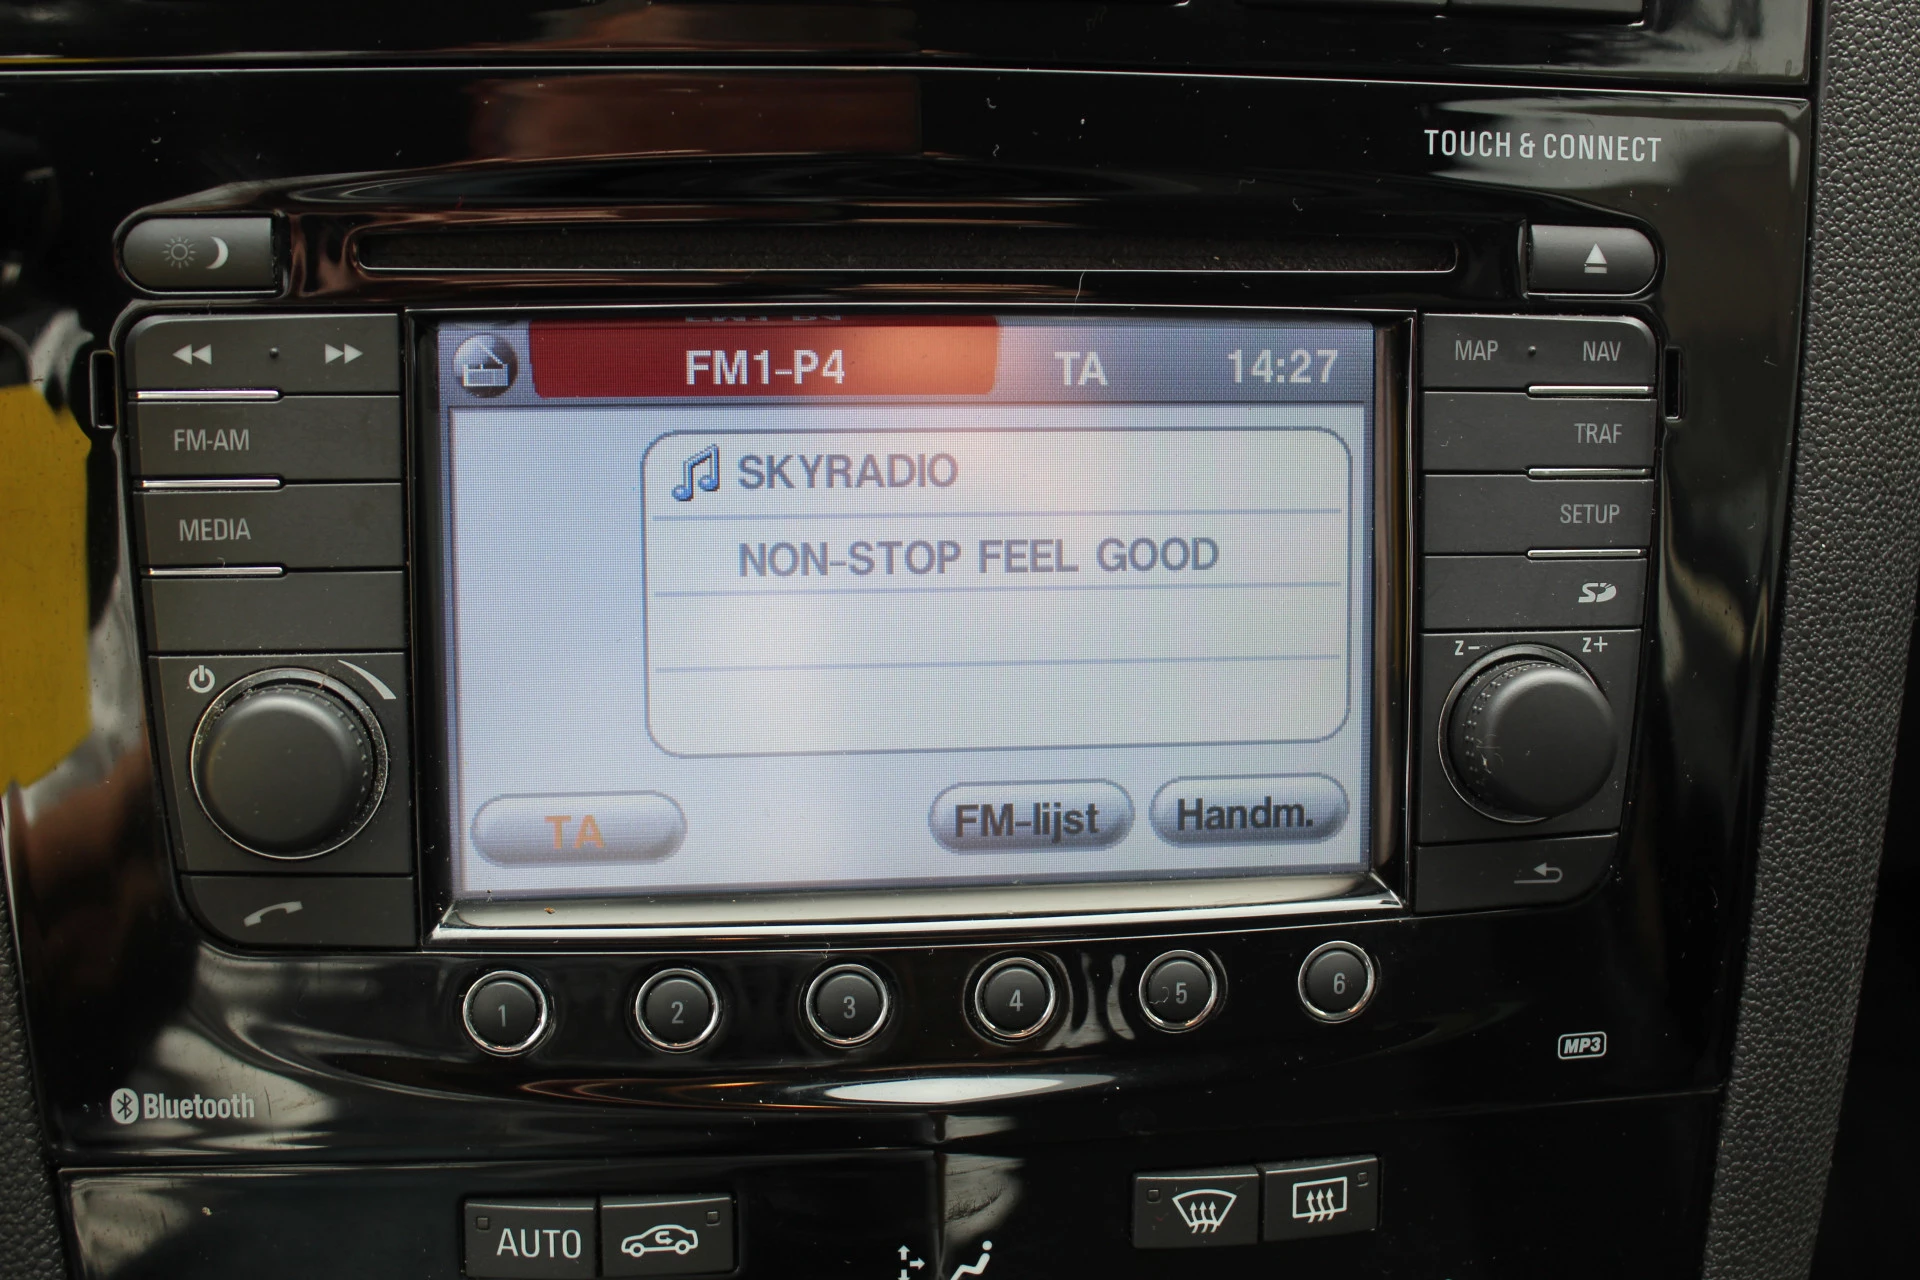 TOUCH & CONNECT
FM1-P4 TA 14:27
MAP · NAV
FM-AM
SKYRADIO
TRAF
MEDIA
NON-STOP FEEL GOOD
SETUP
SD
Z- Z+
TA FM-lijst Handm.
1 2 3 4 5 6
MP3
Bluetooth
AUTO